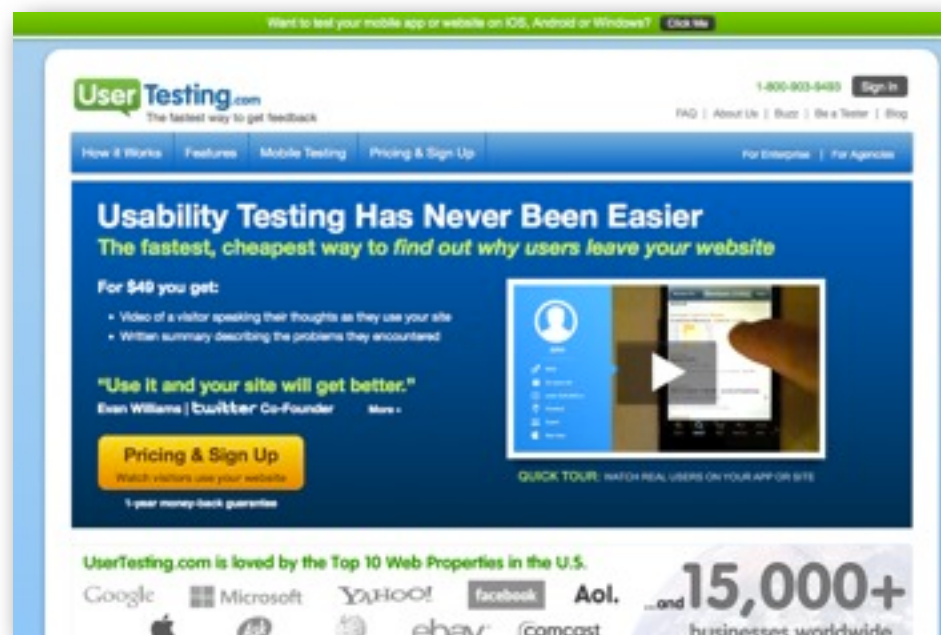 Want to test your mobile app or website on iOS, Android or Windows? Click Me
UserTesting.com
The fastest way to get feedback
1-800-903-9493 Sign In
FAQ | About Us | Buzz | Be a Tester | Blog
How it Works Features Mobile Testing Pricing & Sign Up For Enterprise | For Agencies
Usability Testing Has Never Been Easier
The fastest, cheapest way to find out why users leave your website
For $49 you get:
• Video of a visitor speaking their thoughts as they use your site
• Written summary describing the problems they encountered
"Use it and your site will get better."
Evan Williams | twitter Co-Founder More ›
Pricing & Sign Up
Watch visitors use your website
1-year money-back guarantee
QUICK TOUR: WATCH REAL USERS ON YOUR APP OR SITE
UserTesting.com is loved by the Top 10 Web Properties in the U.S.
Google Microsoft YAHOO! facebook Aol.
ebay comcast
...and 15,000+
businesses worldwide